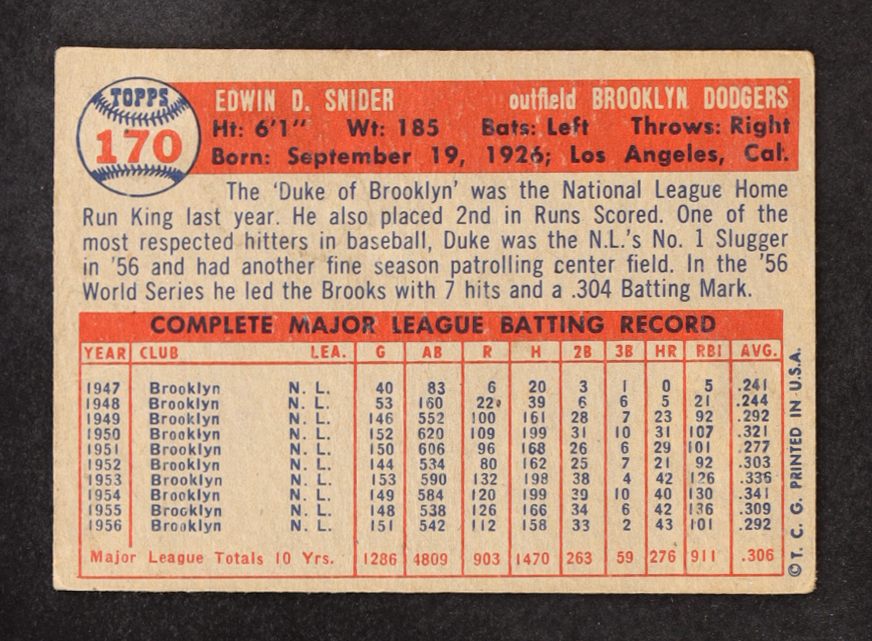 TOPPS
170
EDWIN D. SNIDER outfield BROOKLYN DODGERS
Ht: 6'1" Wt: 185 Bats: Left Throws: Right
Born: September 19, 1926; Los Angeles, Cal.
The 'Duke of Brooklyn' was the National League Home
Run King last year. He also placed 2nd in Runs Scored. One of the
most respected hitters in baseball, Duke was the N.L.'s No. 1 Slugger
in '56 and had another fine season patrolling center field. In the '56
World Series he led the Brooks with 7 hits and a .304 Batting Mark.
COMPLETE MAJOR LEAGUE BATTING RECORD
YEAR CLUB LEA. G AB R H 2B 3B HR RBI AVG.
1947 Brooklyn N. L. 40 83 6 20 3 1 0 5 .241
1948 Brooklyn N. L. 53 160 22 39 6 6 5 21 .244
1949 Brooklyn N. L. 146 552 100 161 28 7 23 92 .292
1950 Brooklyn N. L. 152 620 109 199 31 10 31 107 .321
1951 Brooklyn N. L. 150 606 96 168 26 6 29 101 .277
1952 Brooklyn N. L. 144 534 80 162 25 7 21 92 .303
1953 Brooklyn N. L. 153 590 132 198 38 4 42 126 .336
1954 Brooklyn N. L. 149 584 120 199 39 10 40 130 .341
1955 Brooklyn N. L. 148 538 126 166 34 6 42 136 .309
1956 Brooklyn N. L. 151 542 112 158 33 2 43 101 .292
Major League Totals 10 Yrs. 1286 4809 903 1470 263 59 276 911 .306
© T. C. G. PRINTED IN U.S.A.